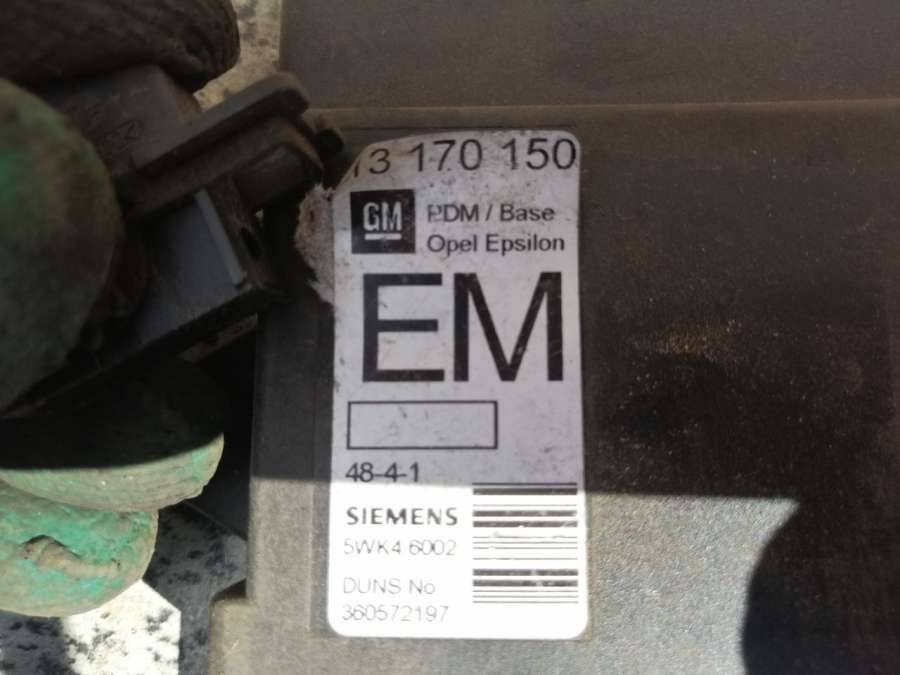 13 170 150
GM
PDM / Base
Opel Epsilon
EM
48-4-1
SIEMENS
5WK4 6002
DUNS No
360572197